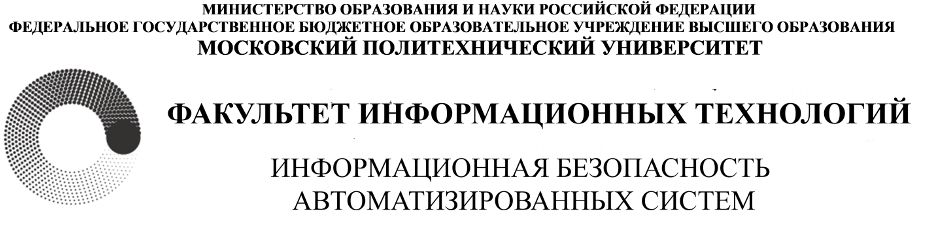 МИНИСТЕРСТВО ОБРАЗОВАНИЯ И НАУКИ РОССИЙСКОЙ ФЕДЕРАЦИИ
ФЕДЕРАЛЬНОЕ ГОСУДАРСТВЕННОЕ БЮДЖЕТНОЕ ОБРАЗОВАТЕЛЬНОЕ УЧРЕЖДЕНИЕ ВЫСШЕГО ОБРАЗОВАНИЯ
МОСКОВСКИЙ ПОЛИТЕХНИЧЕСКИЙ УНИВЕРСИТЕТ
ФАКУЛЬТЕТ ИНФОРМАЦИОННЫХ ТЕХНОЛОГИЙ
ИНФОРМАЦИОННАЯ БЕЗОПАСНОСТЬ
АВТОМАТИЗИРОВАННЫХ СИСТЕМ